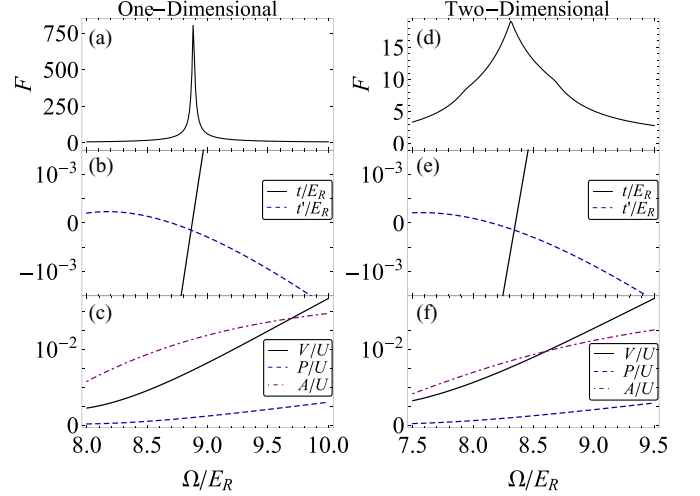 One−Dimensional
Two−Dimensional
(a)
750
500
250
0
F
(d)
15
10
5
0
F
(b)
10⁻³
0
−10⁻³
t/E_R
t'/E_R
(e)
10⁻³
0
−10⁻³
t/E_R
t'/E_R
(c)
10⁻²
0
V/U
P/U
A/U
8.0 8.5 9.0 9.5 10.0
Ω/E_R
(f)
10⁻²
0
V/U
P/U
A/U
7.5 8.0 8.5 9.0 9.5
Ω/E_R